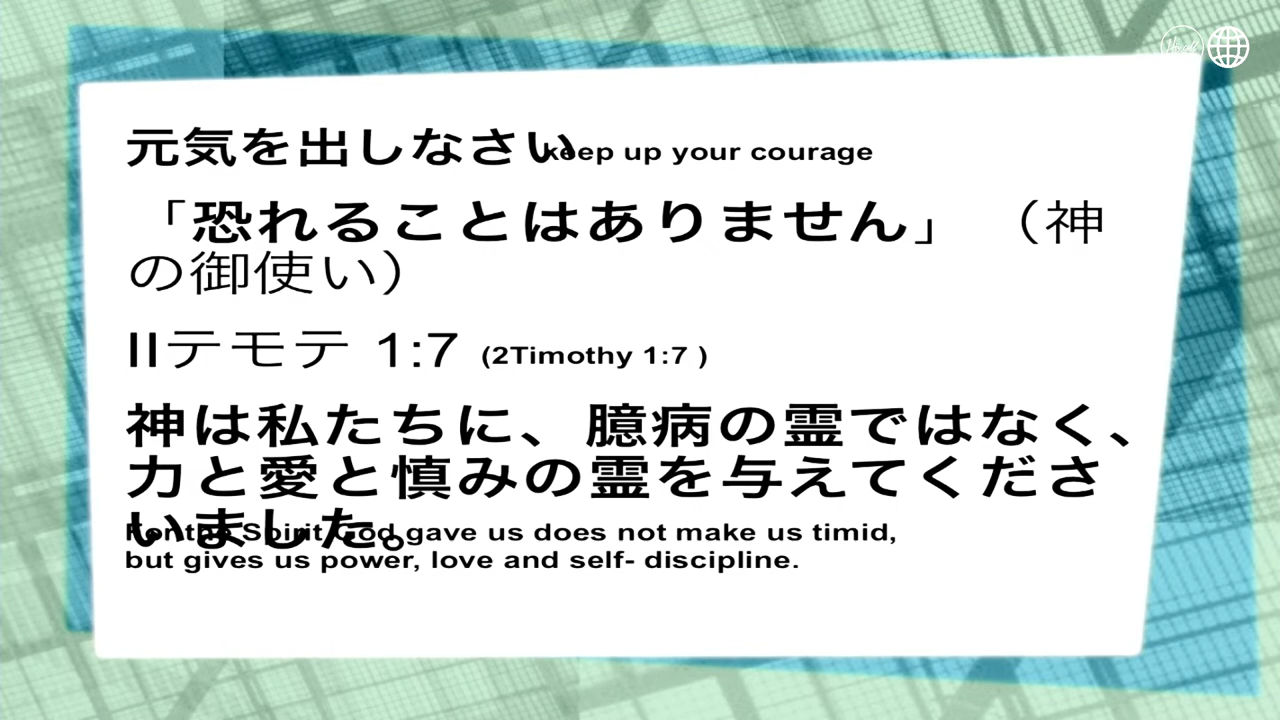 元気を出しなさい keep up your courage
「恐れることはありません」 （神
の御使い）
IIテモテ 1:7 (2Timothy 1:7 )
神は私たちに、臆病の霊ではなく、
力と愛と慎みの霊を与えてくださ
いました。
For the Spirit God gave us does not make us timid,
but gives us power, love and self- discipline.